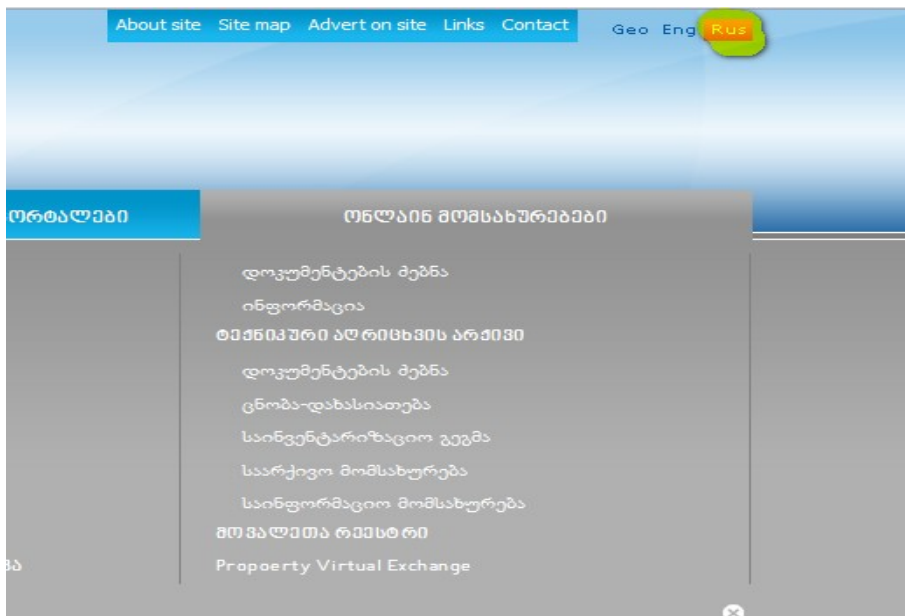 About site Site map Advert on site Links Contact Geo Eng Rus
ორტალები ონლაინ მომსახურებები
დოკუმენტების ძებნა
ინფორმაცია
ტექნიკური აღრიცხვის არქივი
დოკუმენტების ძებნა
ცნობა-დახასიათება
საინვენტარიზაციო გეგმა
საარქივო მომსახურება
საინფორმაციო მომსახურება
მოვალეთა რეესტრი
Propoerty Virtual Exchange